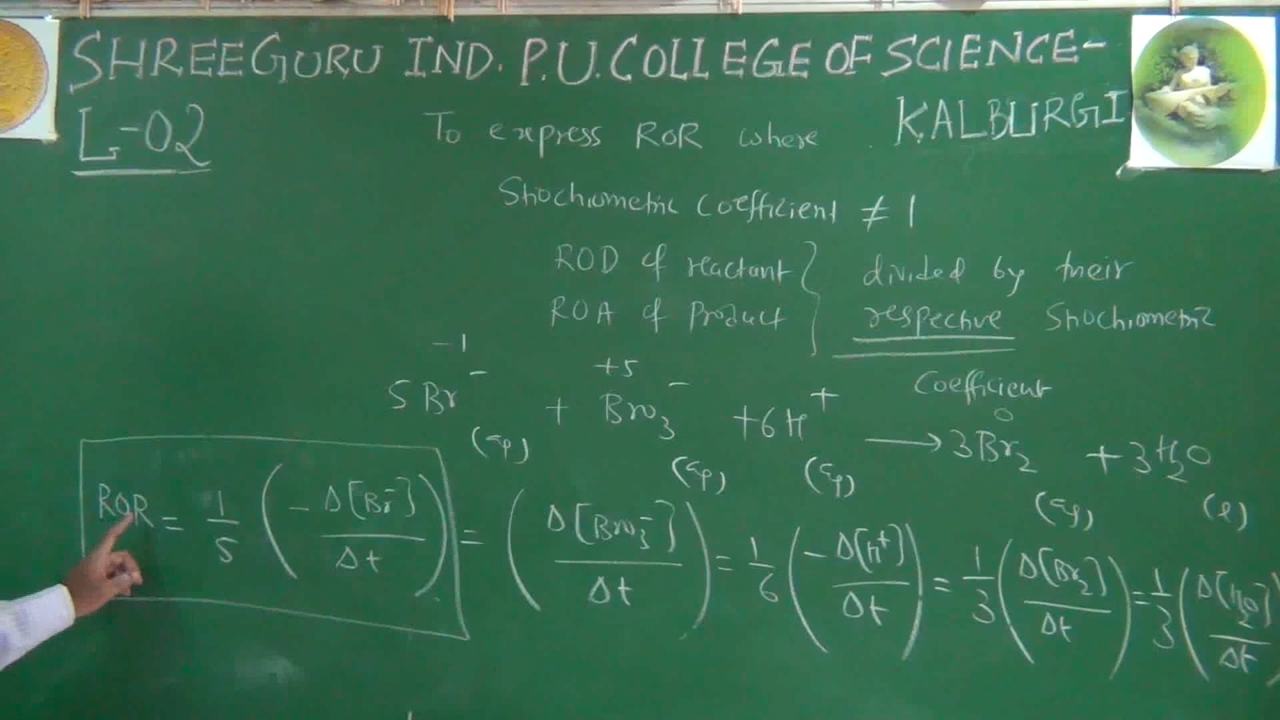 SHREEGURU IND. P.U. COLLEGE OF SCIENCE-
KALBURGI
L-02
To express ROR where
Stochiometric Coefficient ≠ 1
ROD of reactant } divided by their
ROA of Product } respective Stochiometric
Coefficient
-1 +5 0
5Br⁻ + BrO₃⁻ + 6H⁺ → 3Br₂ + 3H₂O
(aq) (aq) (aq) (aq) (l)
ROR = 1/5 (-Δ[Br⁻]/Δt) = (Δ[BrO₃⁻]/Δt) = 1/6 (-Δ[H⁺]/Δt) = 1/3 (Δ[Br₂]/Δt) = 1/3 (Δ[H₂O]/Δt)